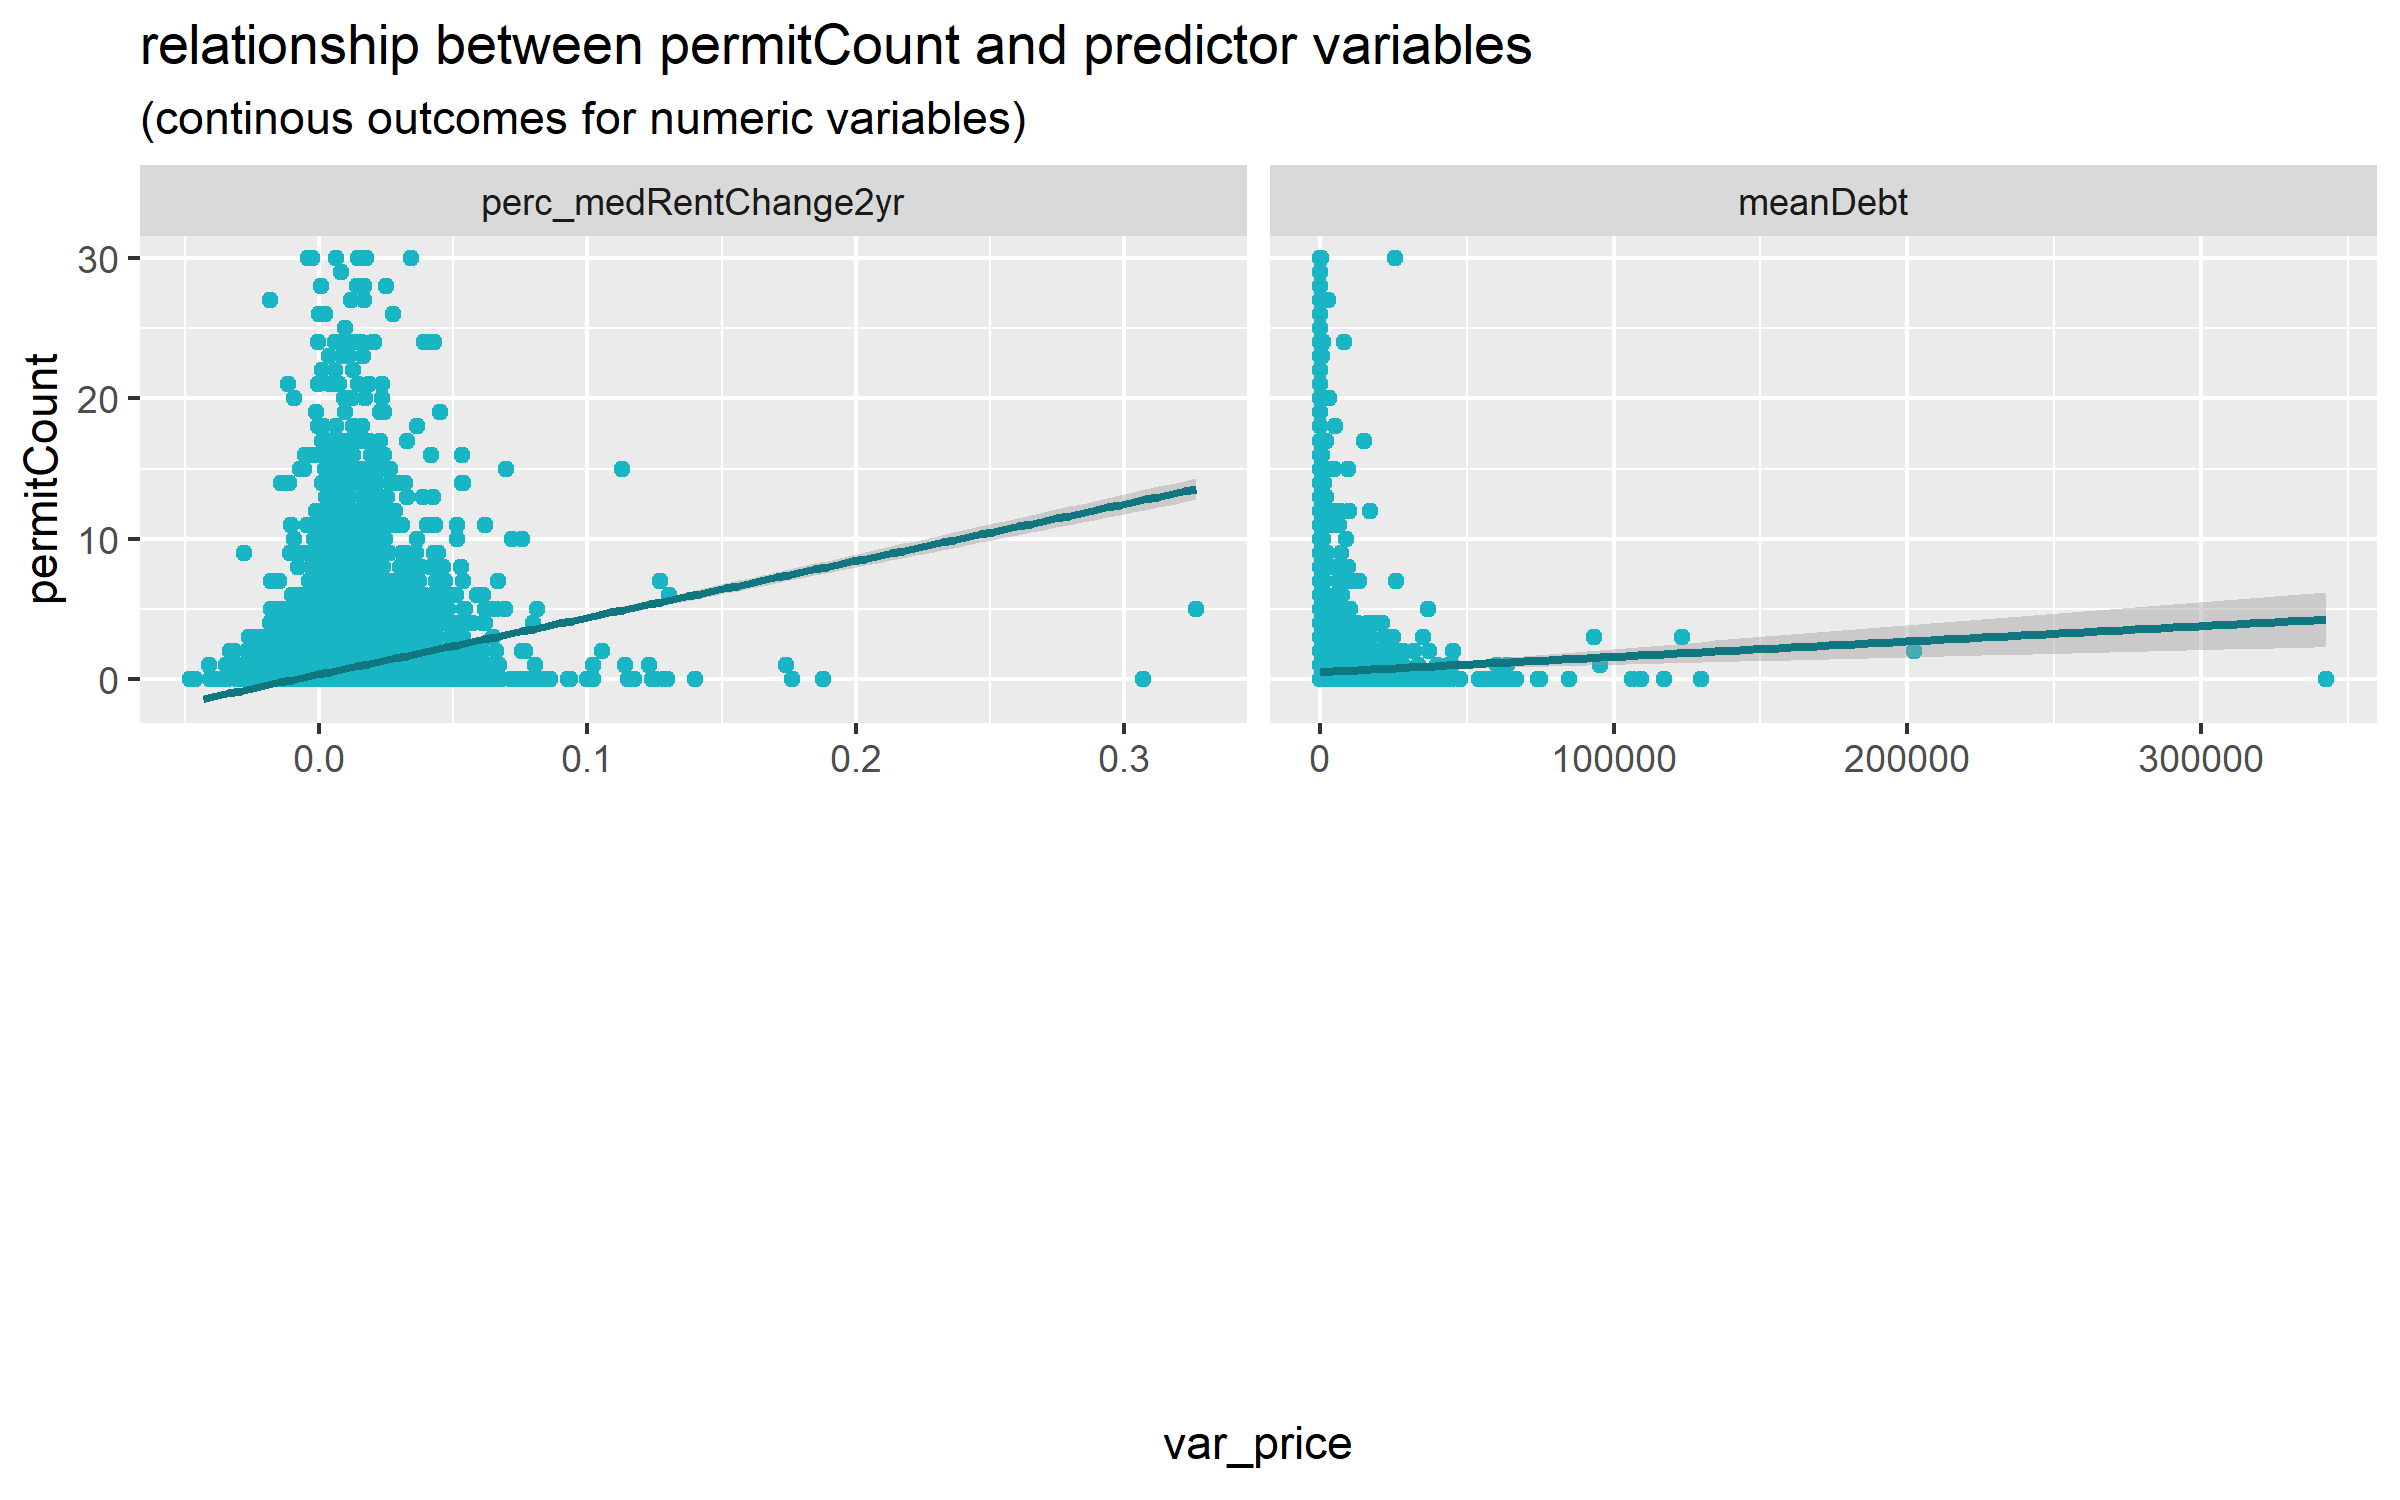 relationship between permitCount and predictor variables
(continous outcomes for numeric variables)
perc_medRentChange2yr
meanDebt
permitCount
30
20
10
0
0.0
0.1
0.2
0.3
0
100000
200000
300000
var_price